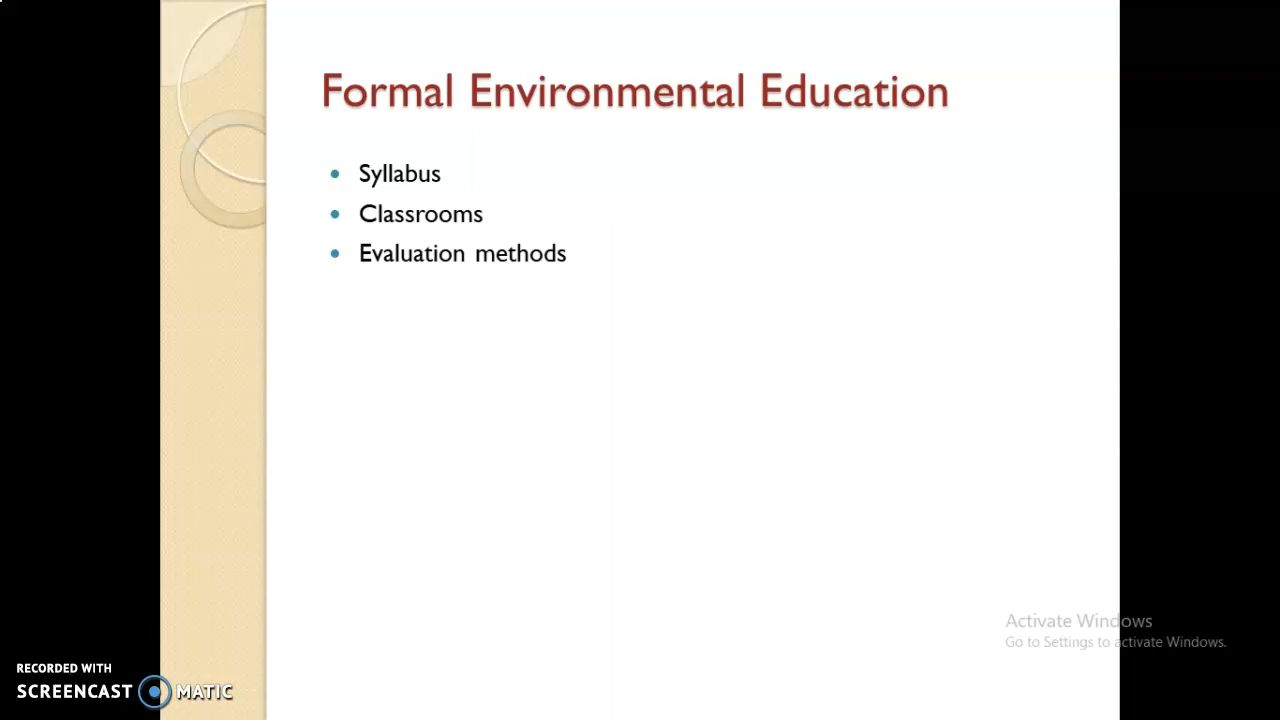 Formal Environmental Education
• Syllabus
• Classrooms
• Evaluation methods
Activate Windows
Go to Settings to activate Windows.
RECORDED WITH
SCREENCAST MATIC